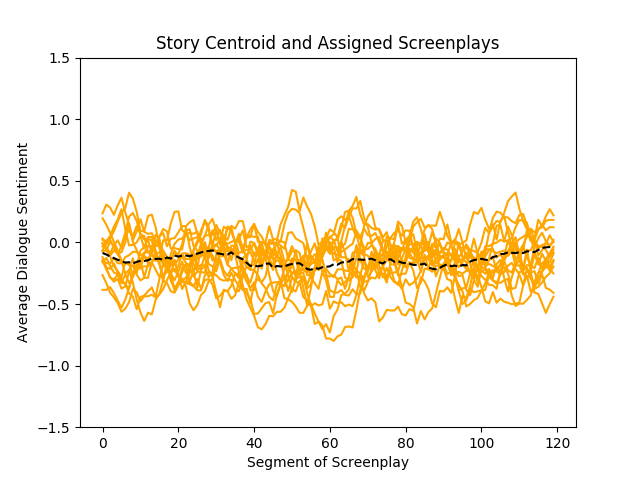 Story Centroid and Assigned Screenplays
1.5
1.0
0.5
0.0
−0.5
−1.0
−1.5
Average Dialogue Sentiment
0 20 40 60 80 100 120
Segment of Screenplay